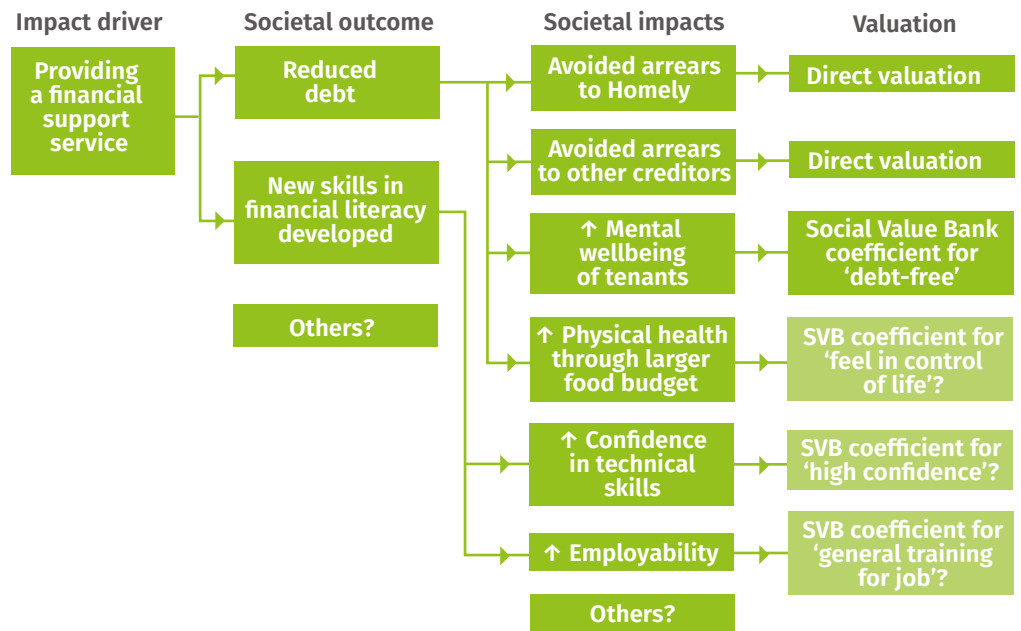 Impact driver
Societal outcome
Societal impacts
Valuation
Providing
a financial
support
service
Reduced
debt
New skills in
financial literacy
developed
Others?
Avoided arrears
to Homely
Avoided arrears
to other creditors
↑ Mental
wellbeing
of tenants
↑ Physical health
through larger
food budget
↑ Confidence
in technical
skills
↑ Employability
Others?
Direct valuation
Direct valuation
Social Value Bank
coefficient for
‘debt-free’
SVB coefficient for
‘feel in control
of life’?
SVB coefficient for
‘high confidence’?
SVB coefficient for
‘general training
for job’?